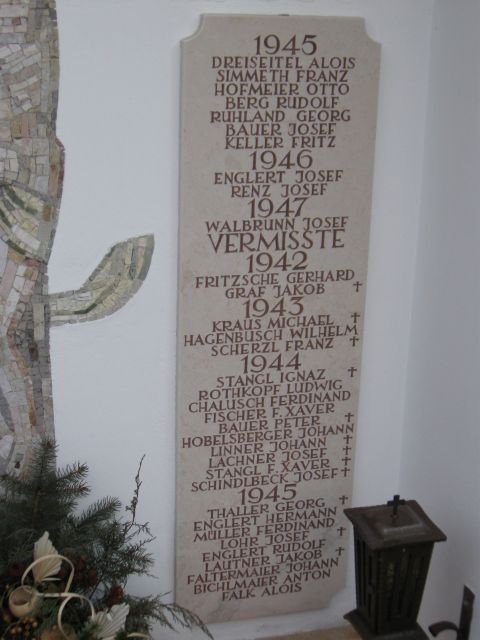 1945
DREISEITEL ALOIS
SIMMETH FRANZ
HOFMEIER OTTO
BERG RUDOLF
RUHLAND GEORG
BAUER JOSEF
KELLER FRITZ
1946
ENGLERT JOSEF
RENZ JOSEF
1947
WALBRUNN JOSEF
VERMISSTE
1942
FRITZSCHE GERHARD
GRAF JAKOB †
1943
KRAUS MICHAEL †
HAGENBUSCH WILHELM
SCHERZL FRANZ †
1944
STANGL IGNAZ †
ROTHKOPF LUDWIG
CHALUSCH FERDINAND
FISCHER F. XAVER
BAUER PETER †
HOBELSBERGER JOHANN
LINNER JOHANN †
LACHNER JOSEF †
STANGL F. XAVER †
SCHINDLBECK JOSEF †
1945
THALLER GEORG †
ENGLERT HERMANN
MÜLLER FERDINAND
LOHR JOSEF †
ENGLERT RUDOLF
LAUTNER JAKOB †
FALTERMAIER JOHANN
BICHLMAIER ANTON
FALK ALOIS